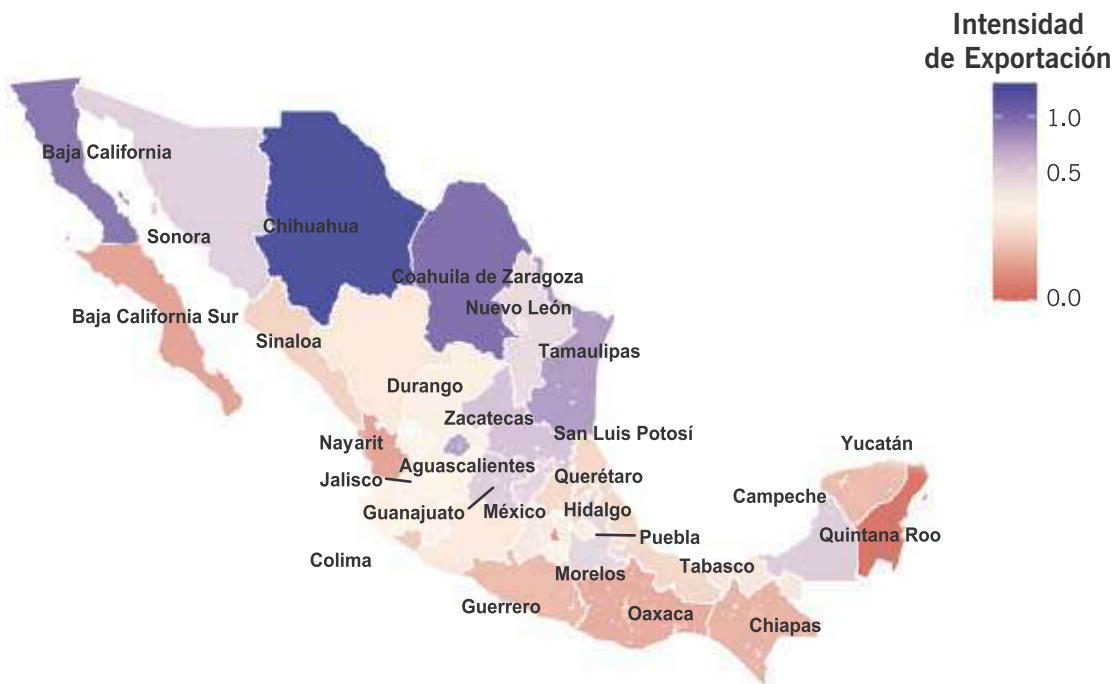 Intensidad
de Exportación
1.0
0.5
0.0
Baja California
Sonora
Chihuahua
Coahuila de Zaragoza
Nuevo León
Baja California Sur
Sinaloa
Tamaulipas
Durango
Zacatecas
San Luis Potosí
Nayarit
Aguascalientes
Jalisco
Querétaro
Yucatán
Campeche
Guanajuato
México
Hidalgo
Puebla
Quintana Roo
Colima
Morelos
Tabasco
Guerrero
Oaxaca
Chiapas